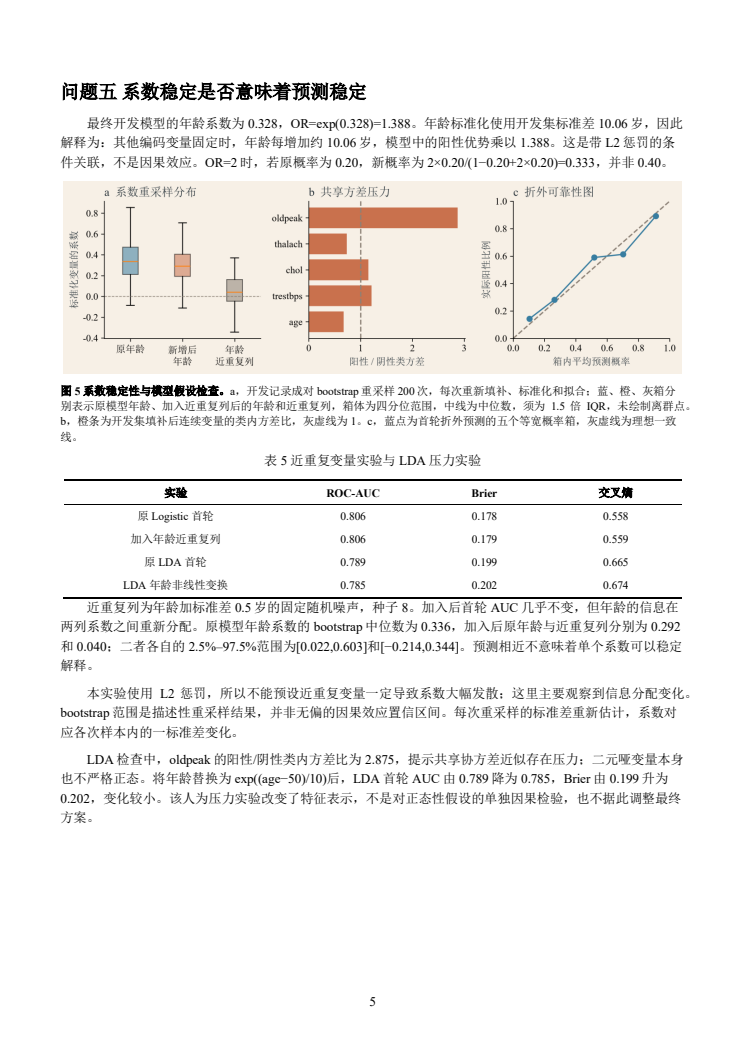 问题五 系数稳定是否意味着预测稳定
最终开发模型的年龄系数为 0.328，OR=exp(0.328)=1.388。年龄标准化使用开发集标准差 10.06 岁，因此
解释为：其他编码变量固定时，年龄每增加约 10.06 岁，模型中的阳性优势乘以 1.388。这是带 L2 惩罚的条
件关联，不是因果效应。OR=2 时，若原概率为 0.20，新概率为 2×0.20/(1−0.20+2×0.20)=0.333，并非 0.40。
a 系数重采样分布
标准化变量的系数
0.8
0.6
0.4
0.2
0.0
-0.2
-0.4
原年龄
新增后
年龄
年龄
近重复列
b 共享方差压力
oldpeak
thalach
chol
trestbps
age
0 1 2 3
阳性 / 阴性类方差
c 折外可靠性图
实际阳性比例
1.0
0.8
0.6
0.4
0.2
0.0
0.0 0.2 0.4 0.6 0.8 1.0
箱内平均预测概率
图 5 系数稳定性与模型假设检查。a，开发记录成对 bootstrap 重采样 200 次，每次重新填补、标准化和拟合；蓝、橙、灰箱分
别表示原模型年龄、加入近重复列后的年龄和近重复列，箱体为四分位范围，中线为中位数，须为 1.5 倍 IQR，未绘制离群点。
b，橙条为开发集填补后连续变量的类内方差比，灰虚线为 1。c，蓝点为首轮折外预测的五个等宽概率箱，灰虚线为理想一致
线。
表 5 近重复变量实验与 LDA 压力实验
实验 ROC-AUC Brier 交叉熵
原 Logistic 首轮 0.806 0.178 0.558
加入年龄近重复列 0.806 0.179 0.559
原 LDA 首轮 0.789 0.199 0.665
LDA 年龄非线性变换 0.785 0.202 0.674
近重复列为年龄加标准差 0.5 岁的固定随机噪声，种子 8。加入后首轮 AUC 几乎不变，但年龄的信息在
两列系数之间重新分配。原模型年龄系数的 bootstrap 中位数为 0.336，加入后原年龄与近重复列分别为 0.292
和 0.040；二者各自的 2.5%–97.5%范围为[0.022,0.603]和[−0.214,0.344]。预测相近不意味着单个系数可以稳定
解释。
本实验使用 L2 惩罚，所以不能预设近重复变量一定导致系数大幅发散；这里主要观察到信息分配变化。
bootstrap 范围是描述性重采样结果，并非无偏的因果效应置信区间。每次重采样的标准差重新估计，系数对
应各次样本内的一标准差变化。
LDA 检查中，oldpeak 的阳性/阴性类内方差比为 2.875，提示共享协方差近似存在压力；二元哑变量本身
也不严格正态。将年龄替换为 exp((age−50)/10)后，LDA 首轮 AUC 由 0.789 降为 0.785，Brier 由 0.199 升为
0.202，变化较小。该人为压力实验改变了特征表示，不是对正态性假设的单独因果检验，也不据此调整最终
方案。
5